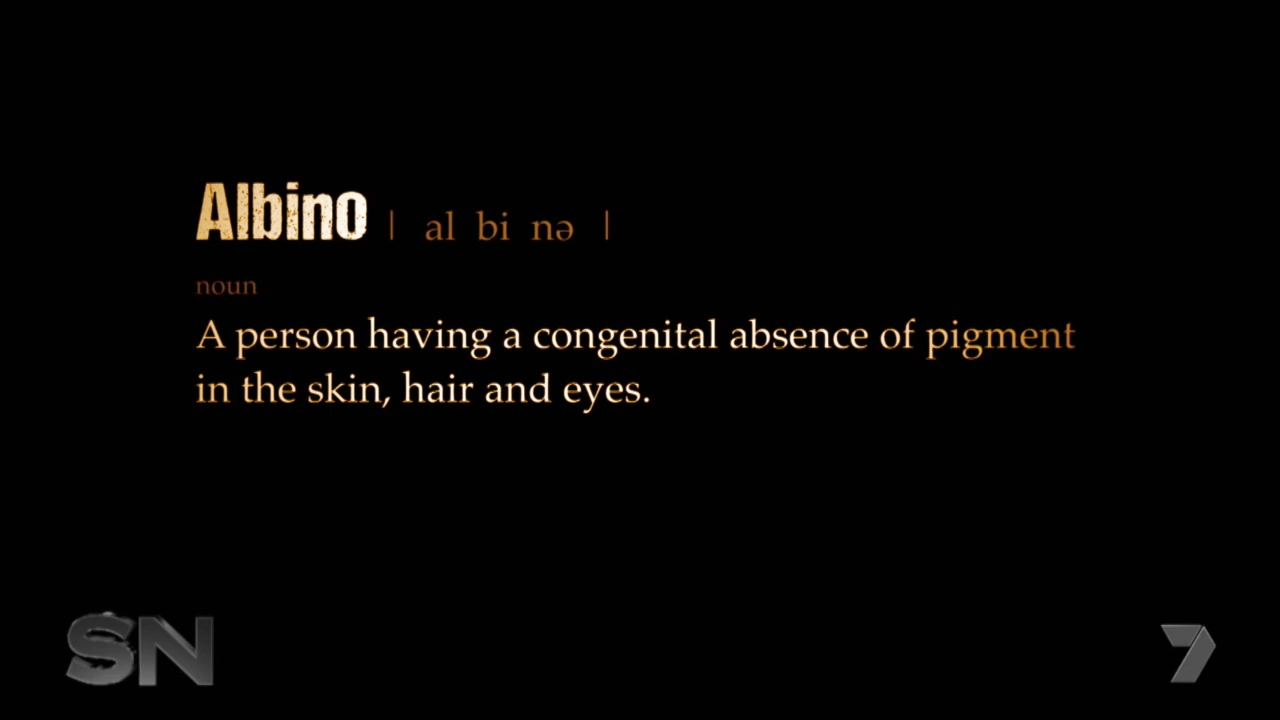 Albino | al bi nə |
noun
A person having a congenital absence of pigment
in the skin, hair and eyes.
SN
7